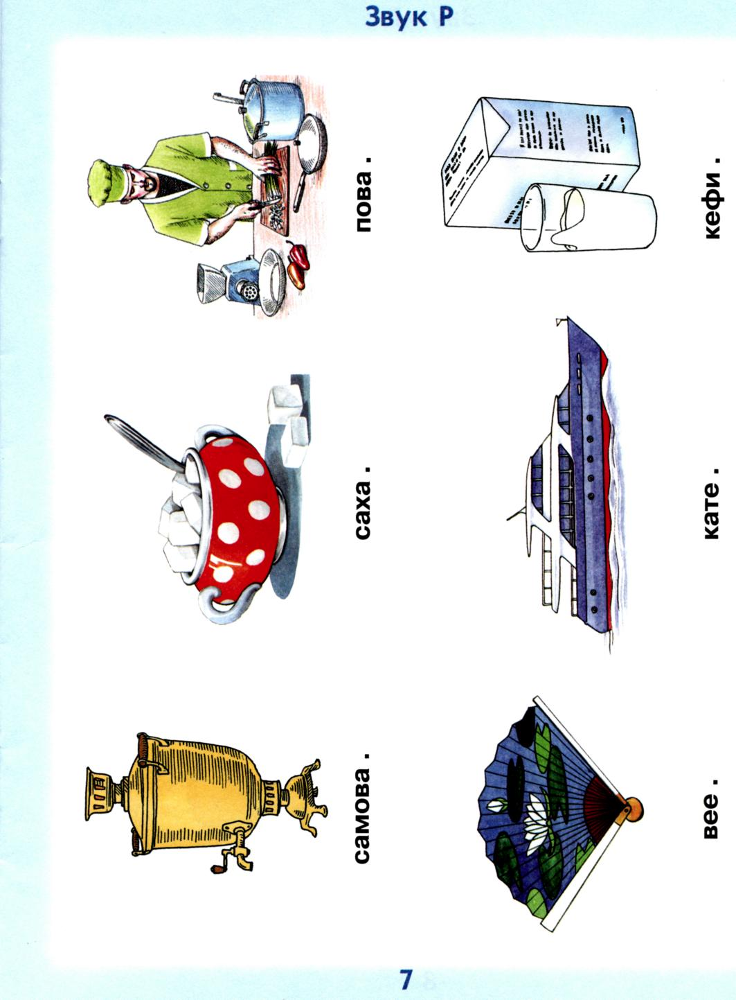 Звук Р
самова .
саха .
пова .
вее .
кате .
кефи .
7